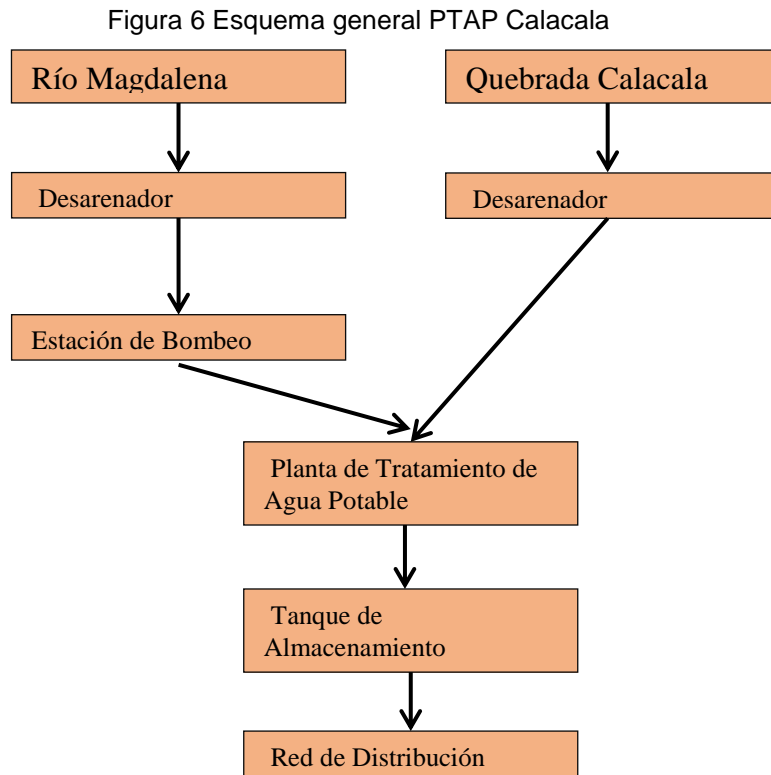 Figura 6 Esquema general PTAP Calacala
Río Magdalena
Quebrada Calacala
Desarenador
Desarenador
Estación de Bombeo
Planta de Tratamiento de
Agua Potable
Tanque de
Almacenamiento
Red de Distribución